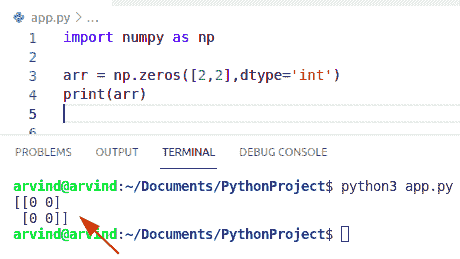 app.py > ...
1 import numpy as np
2
3 arr = np.zeros([2,2],dtype='int')
4 print(arr)
5
6
PROBLEMS OUTPUT TERMINAL DEBUG CONSOLE
arvind@arvind:~/Documents/PythonProject$ python3 app.py
[[0 0]
 [0 0]]
arvind@arvind:~/Documents/PythonProject$